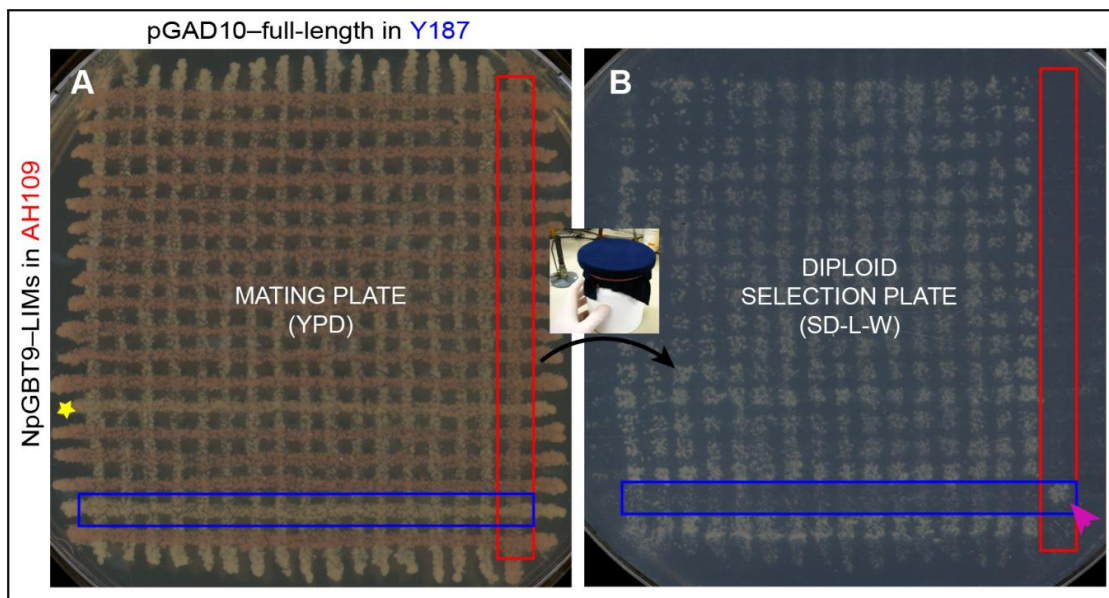 pGAD10–full-length in Y187
NpGBT9–LIMs in AH109
A
MATING PLATE
(YPD)
B
DIPLOID
SELECTION PLATE
(SD-L-W)